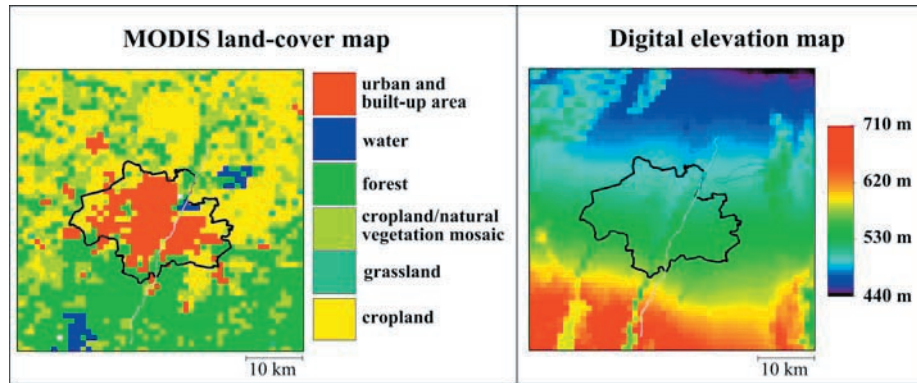 MODIS land-cover map
urban and
built-up area
water
forest
cropland/natural
vegetation mosaic
grassland
cropland
10 km
Digital elevation map
710 m
620 m
530 m
440 m
10 km